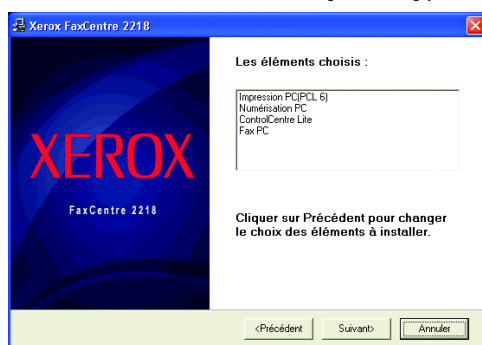 Xerox FaxCentre 2218
Les éléments choisis :
Impression PC(PCL 6)
Numérisation PC
ControlCentre Lite
Fax PC
XEROX
FaxCentre 2218
Cliquer sur Précédent pour changer
le choix des éléments à installer.
<Précédent
Suivant>
Annuler